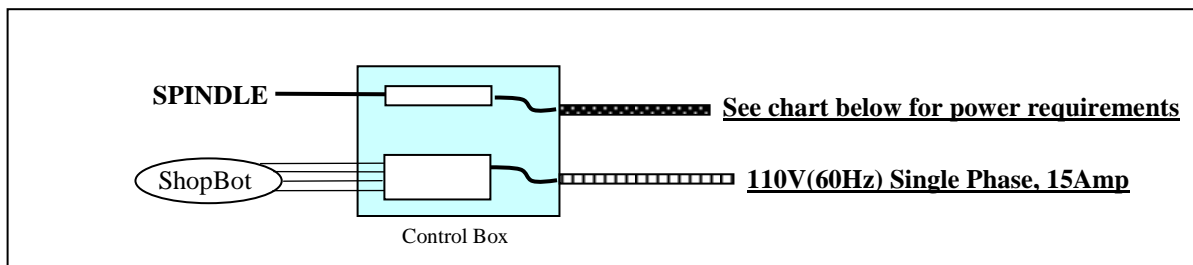 SPINDLE
See chart below for power requirements
ShopBot
110V(60Hz) Single Phase, 15Amp
Control Box